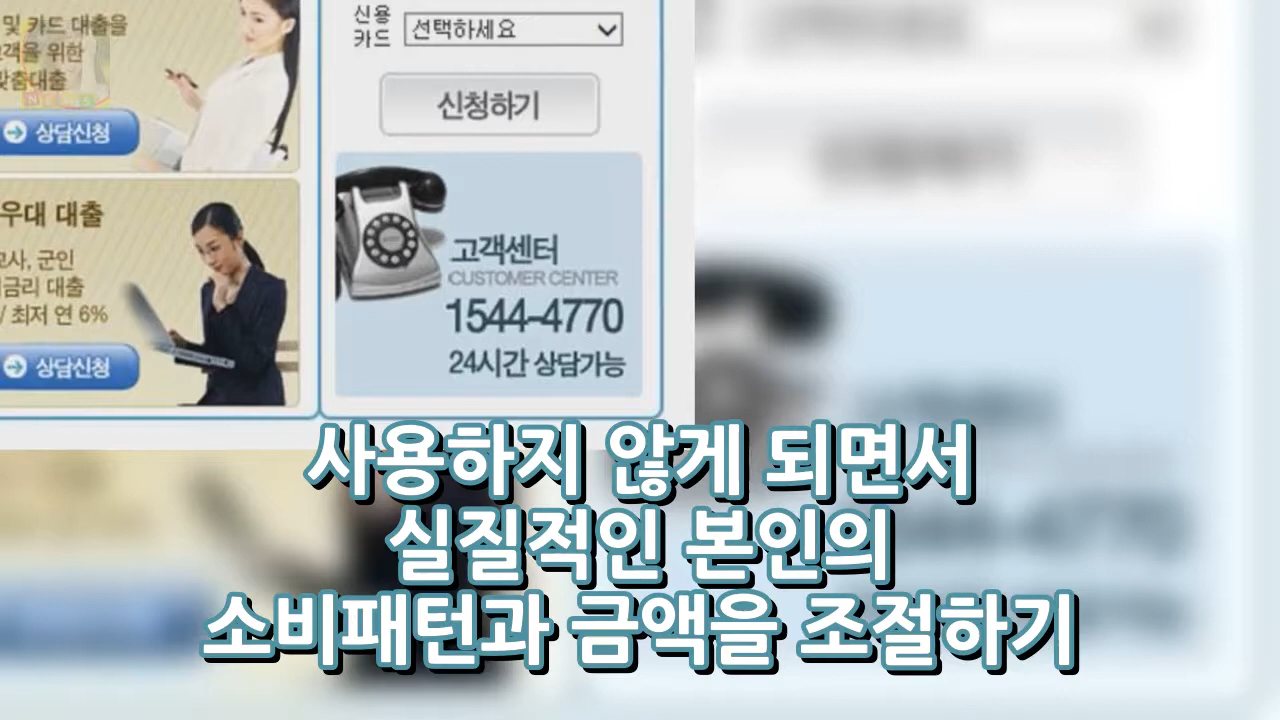 및 카드 대출을
고객을 위한
맞춤대출
상담신청
우대 대출
교사, 군인
저금리 대출
/ 최저 연 6%
상담신청
신용
카드
선택하세요
신청하기
고객센터
CUSTOMER CENTER
1544-4770
24시간 상담가능
사용하지 않게 되면서
실질적인 본인의
소비패턴과 금액을 조절하기